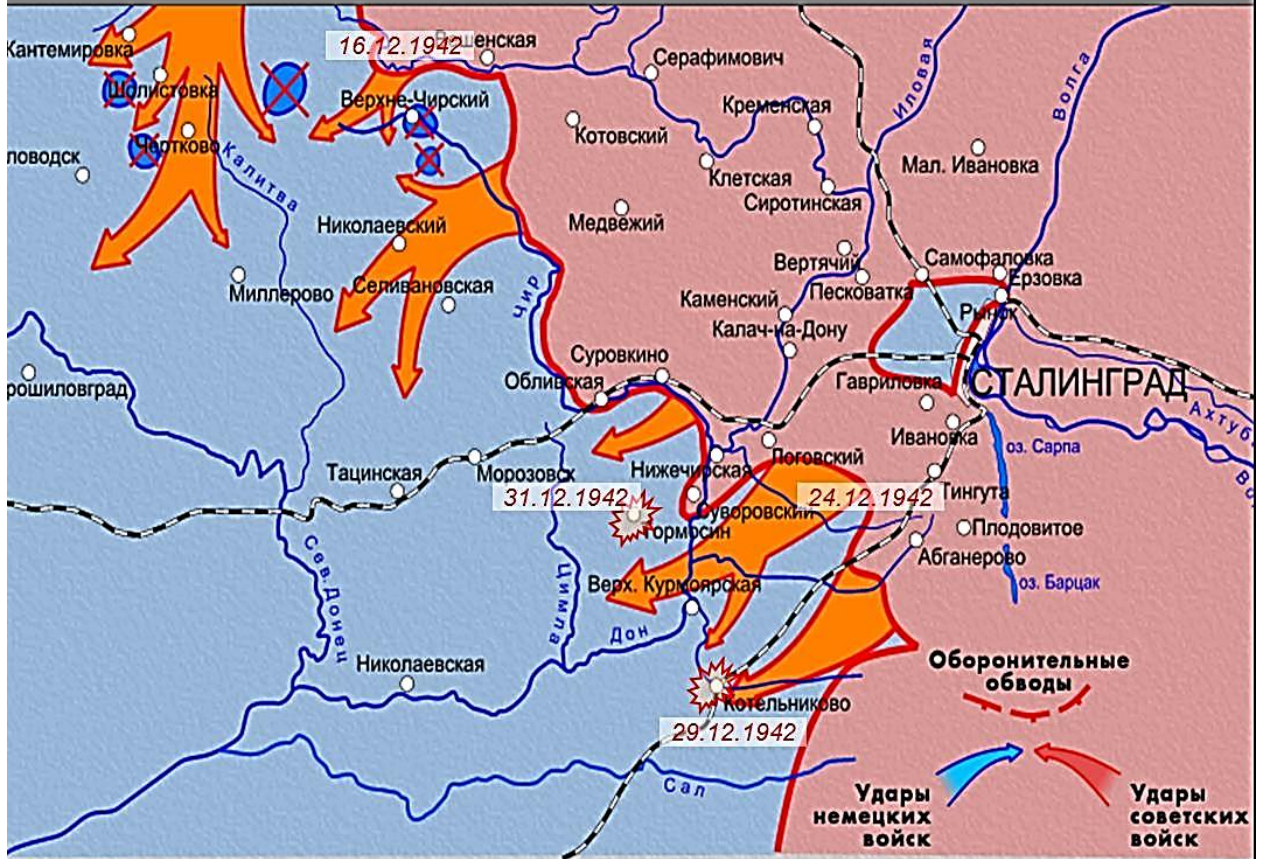 16.12.1942
Вешенская
Кантемировка
Серафимович
Шолистовка
Верхне-Чирский
Кременская
Иловая
Волга
Котовский
Чертково
Мал. Ивановка
ловодск
Калитва
Клетская
Сиротинская
Медвежий
Николаевский
Вертячий
Самофаловка
Ерзовка
Песковатка
Миллерово
Селивановская
Чир
Каменский
Рынок
Калач-на-Дону
Суровкино
Обливская
Гавриловка
СТАЛИНГРАД
рошиловград
Ахтуб
Ивановка
оз. Сарпа
Поговский
Нижечирская
Тацинская
Морозовск
Во
31.12.1942
24.12.1942
Тингута
Суворовский
Тормосин
Плодовитое
Абганерово
Сев.Донец
Цимла
Верх. Курмоярская
оз. Барцак
Дон
Николаевская
Котельниково
29.12.1942
Сал
Оборонительные
обводы
Удары
немецких
войск
Удары
советских
войск